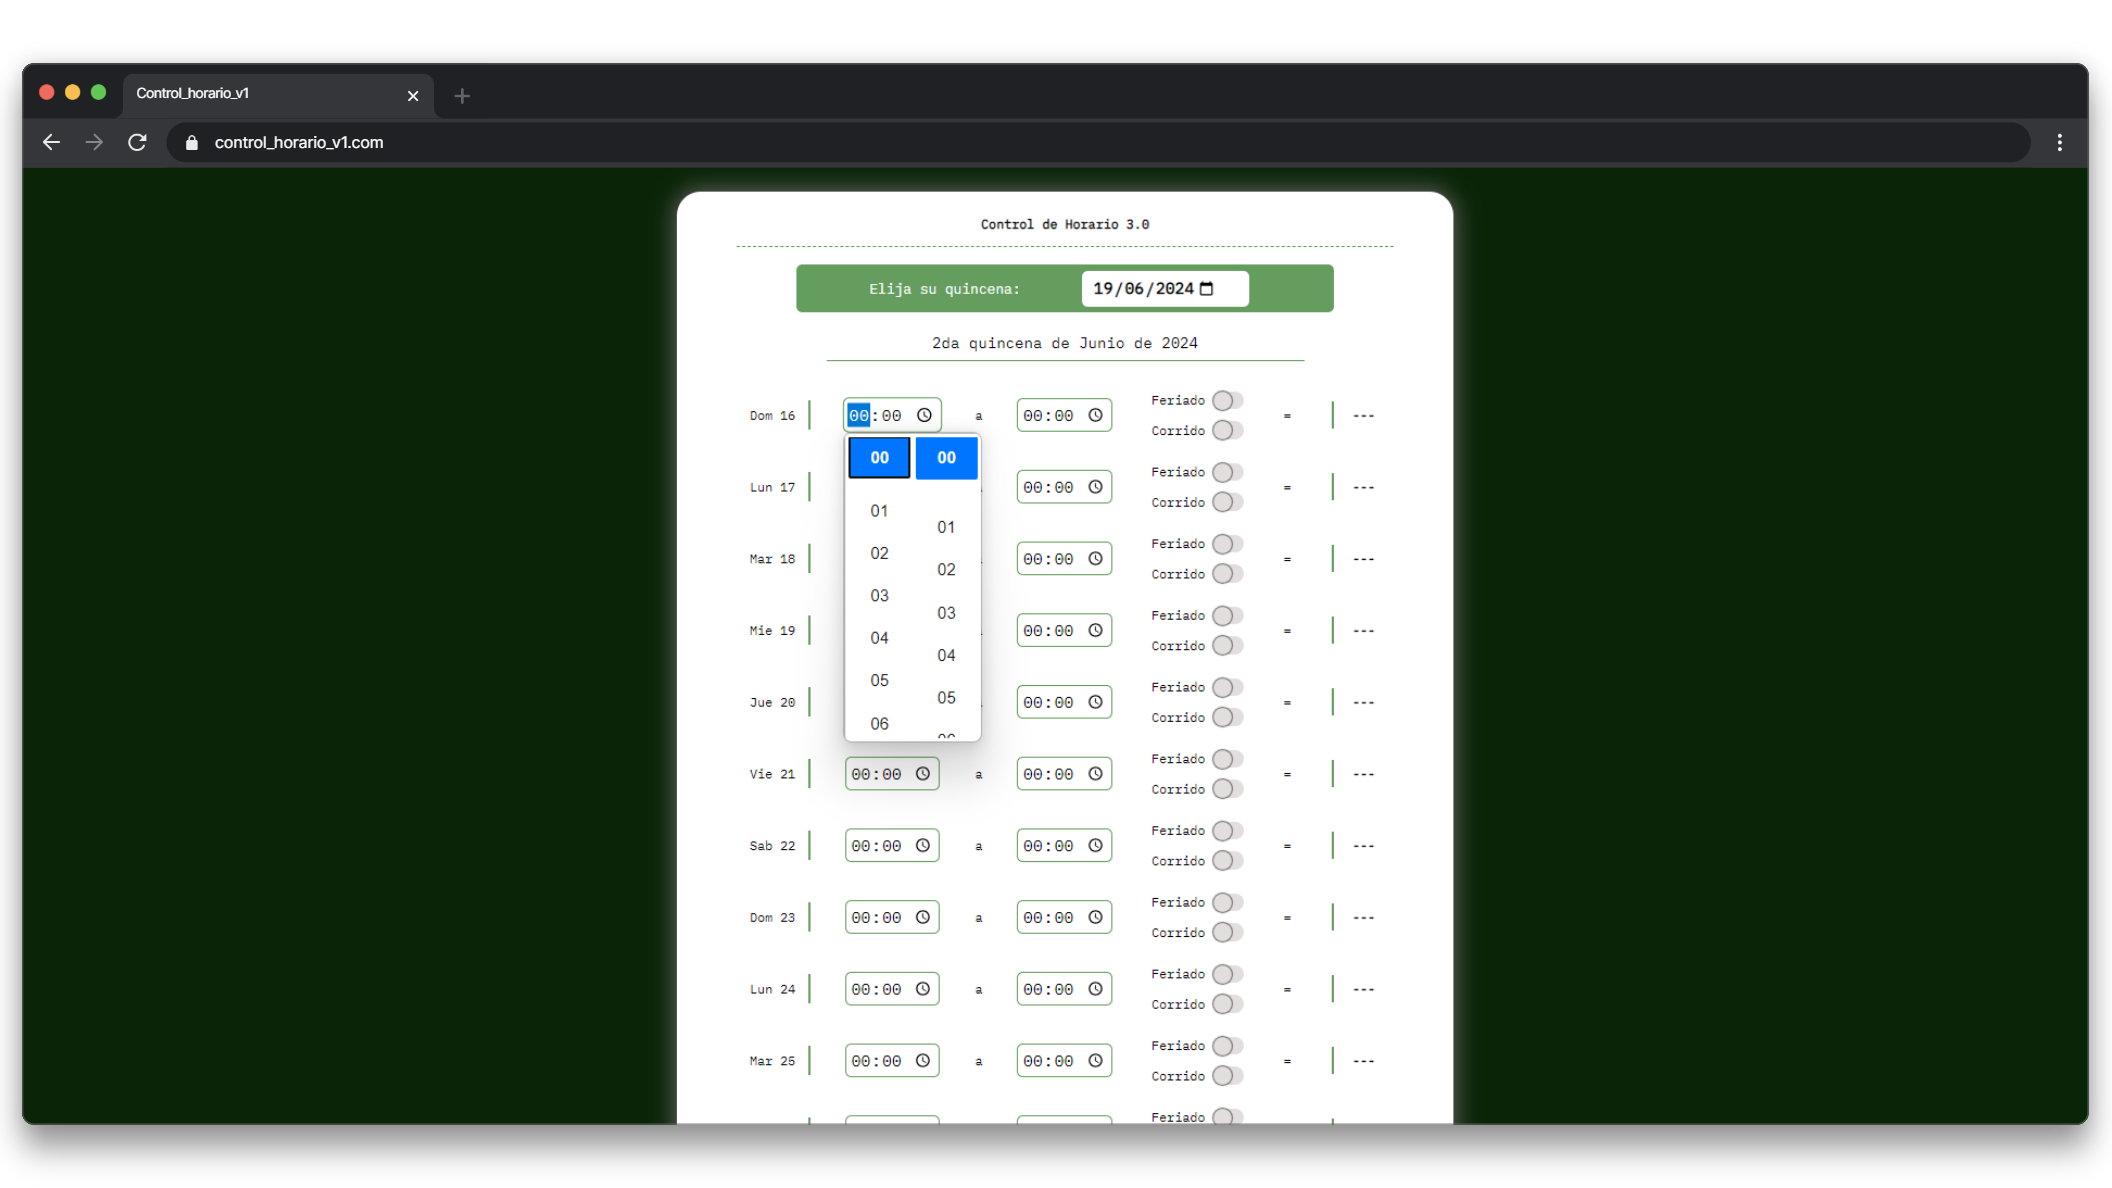 Control_horario_v1
control_horario_v1.com
Control de Horario 3.0
Elija su quincena: 19/06/2024
2da quincena de Junio de 2024
Dom 16 00:00 a 00:00 Feriado Corrido = ---
00 00
Lun 17 00:00 Feriado Corrido = ---
01 01
02 02
Mar 18 00:00 Feriado Corrido = ---
03 03
Mie 19 00:00 Feriado Corrido = ---
04 04
05 05
Jue 20 00:00 Feriado Corrido = ---
06
Vie 21 00:00 a 00:00 Feriado Corrido = ---
Sab 22 00:00 a 00:00 Feriado Corrido = ---
Dom 23 00:00 a 00:00 Feriado Corrido = ---
Lun 24 00:00 a 00:00 Feriado Corrido = ---
Mar 25 00:00 a 00:00 Feriado Corrido = ---
Feriado